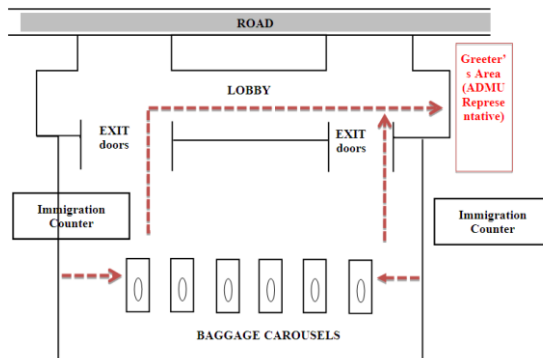 ROAD
Greeter'
s Area
(ADMU
Represe
ntative)
LOBBY
EXIT
doors
EXIT
doors
Immigration
Counter
Immigration
Counter
BAGGAGE CAROUSELS